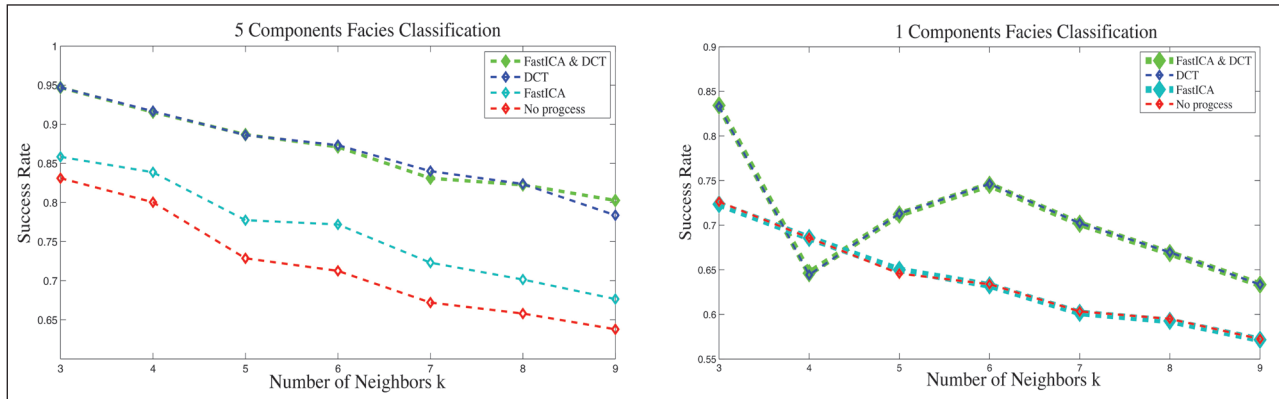 5 Components Facies Classification
1
0.95
0.9
0.85
0.8
0.75
0.7
0.65
Success Rate
3 4 5 6 7 8 9
Number of Neighbors k
FastICA & DCT
DCT
FastICA
No progcess
1 Components Facies Classification
0.9
0.85
0.8
0.75
0.7
0.65
0.6
0.55
Success Rate
3 4 5 6 7 8 9
Number of Neighbors k
FastICA & DCT
DCT
FastICA
No progcess